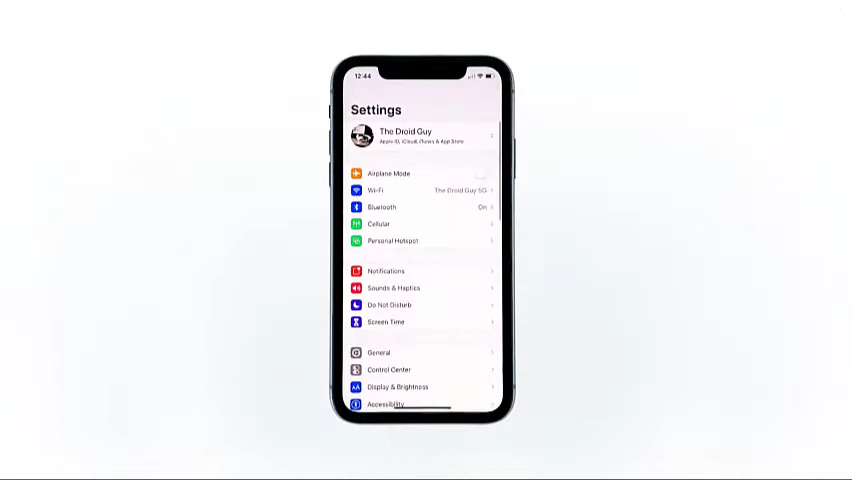 12:44
Settings
The Droid Guy
Apple ID, iCloud, iTunes & App Store
Airplane Mode
Wi-Fi The Droid Guy 5G
Bluetooth On
Cellular
Personal Hotspot
Notifications
Sounds & Haptics
Do Not Disturb
Screen Time
General
Control Center
AA Display & Brightness
Accessibility